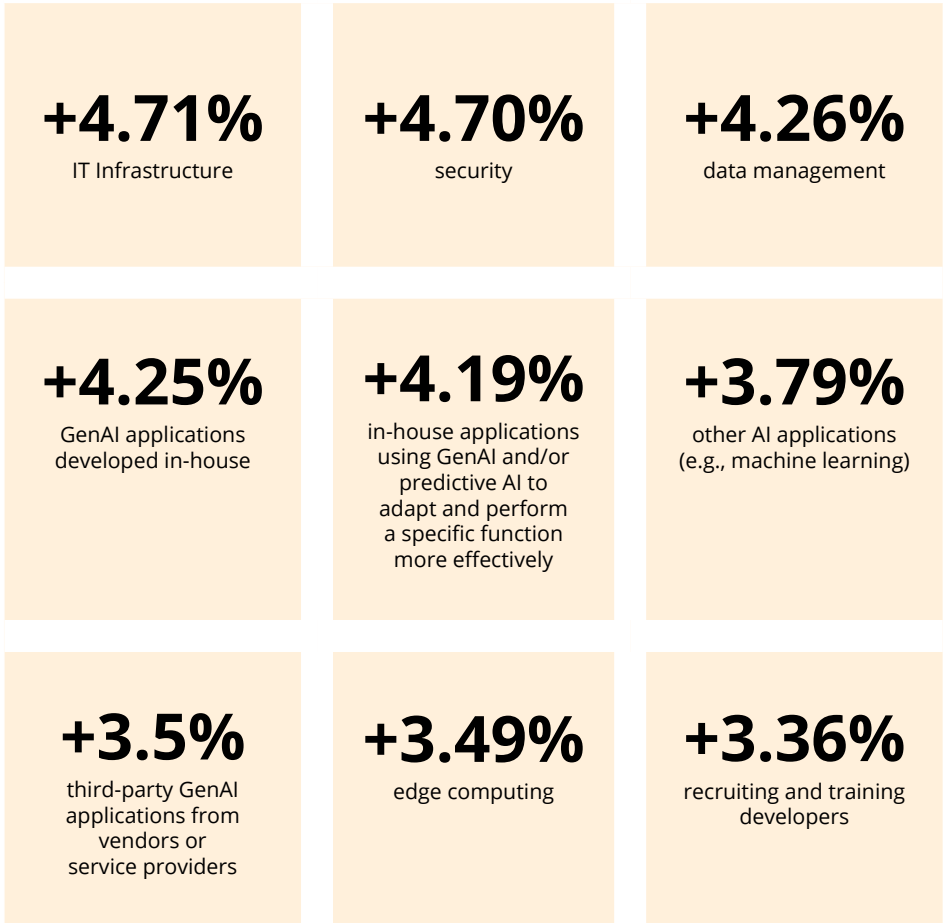 +4.71%
IT Infrastructure
+4.70%
security
+4.26%
data management
+4.25%
GenAI applications
developed in-house
+4.19%
in-house applications
using GenAI and/or
predictive AI to
adapt and perform
a specific function
more effectively
+3.79%
other AI applications
(e.g., machine learning)
+3.5%
third-party GenAI
applications from
vendors or
service providers
+3.49%
edge computing
+3.36%
recruiting and training
developers